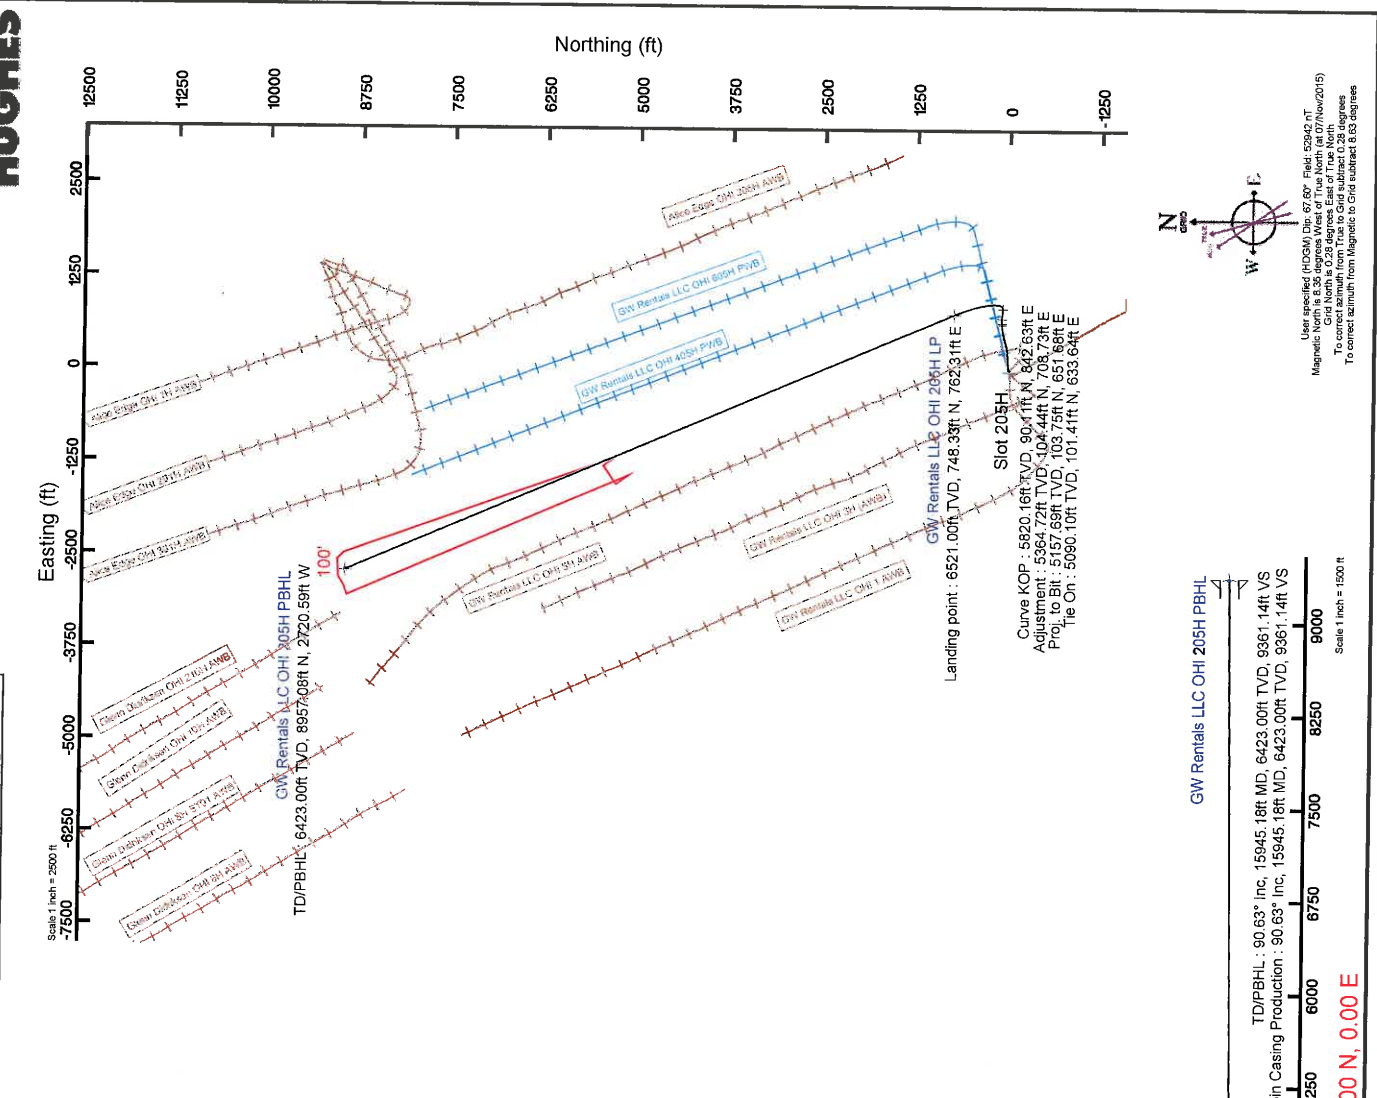 HUGHES
Northing (ft)
12500
11250
10000
8750
7500
6250
5000
3750
2500
1250
0
-1250
Easting (ft)
2500
1250
0
-1250
-2500
-3750
-5000
-6250
-7500
Scale 1 inch = 2500 ft
Alice Edge OHI 205H AWB
GW Rentals LLC OHI 605H PWB
GW Rentals LLC OHI 405H PWB
GW Rentals LLC OHI 3H (AWB)
GW Rentals LLC OHI 1 AWB
100'
GW Rentals LLC OHI 205H PBHL
TD/PBHL : 6423.00ft TVD, 8957.08ft N, 2720.59ft W
GW Rentals LLC OHI 205H LP
Landing point : 6521.00ft TVD, 748.33ft N, 762.31ft E
Slot 205H
Curve KOP : 5820.16ft TVD, 90.11ft N, 842.63ft E
Adjustment : 5364.72ft TVD, 104.44ft N, 708.73ft E
Proj. to Bit : 5157.69ft TVD, 103.75ft N, 651.68ft E
Tie On : 5090.10ft TVD, 101.41ft N, 633.64ft E
N
GRID
W
E
User specified (HDGM) Dip: 67.60° Field: 52942 nT
Magnetic North is 8.35 degrees West of True North (at 07/Nov/2015)
Grid North is 0.28 degrees East of True North
To correct azimuth from True to Grid subtract 0.28 degrees
To correct azimuth from Magnetic to Grid subtract 8.63 degrees
GW Rentals LLC OHI 205H PBHL
TD/PBHL : 90.63° Inc, 15945.18ft MD, 6423.00ft TVD, 9361.14ft VS
in Casing Production : 90.63° Inc, 15945.18ft MD, 6423.00ft TVD, 9361.14ft VS
250
6000
6750
7500
8250
9000
Scale 1 inch = 1500 ft
00 N, 0.00 E